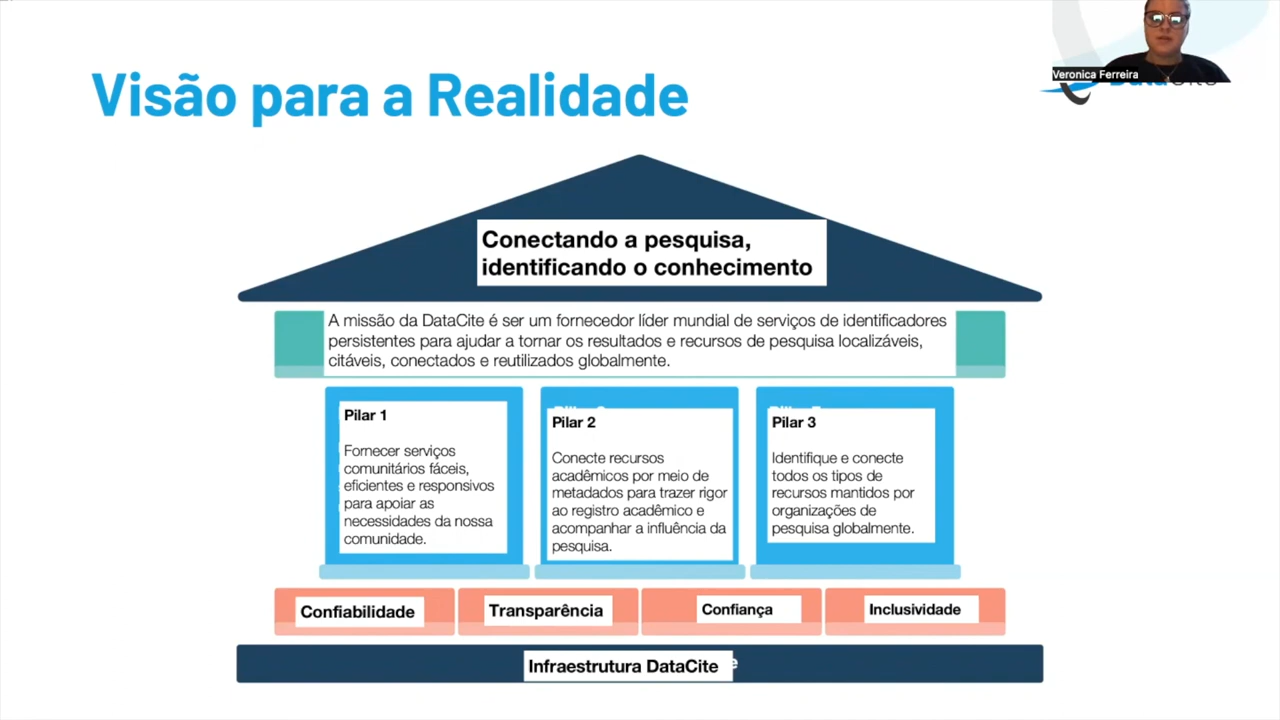 Visão para a Realidade
Veronica Ferreira
Conectando a pesquisa,
identificando o conhecimento
A missão da DataCite é ser um fornecedor líder mundial de serviços de identificadores
persistentes para ajudar a tornar os resultados e recursos de pesquisa localizáveis,
citáveis, conectados e reutilizados globalmente.
Pilar 1
Fornecer serviços
comunitários fáceis,
eficientes e responsivos
para apoiar as
necessidades da nossa
comunidade.
Pilar 2
Conecte recursos
acadêmicos por meio de
metadados para trazer rigor
ao registro acadêmico e
acompanhar a influência da
pesquisa.
Pilar 3
Identifique e conecte
todos os tipos de
recursos mantidos por
organizações de
pesquisa globalmente.
Confiabilidade
Transparência
Confiança
Inclusividade
Infraestrutura DataCite